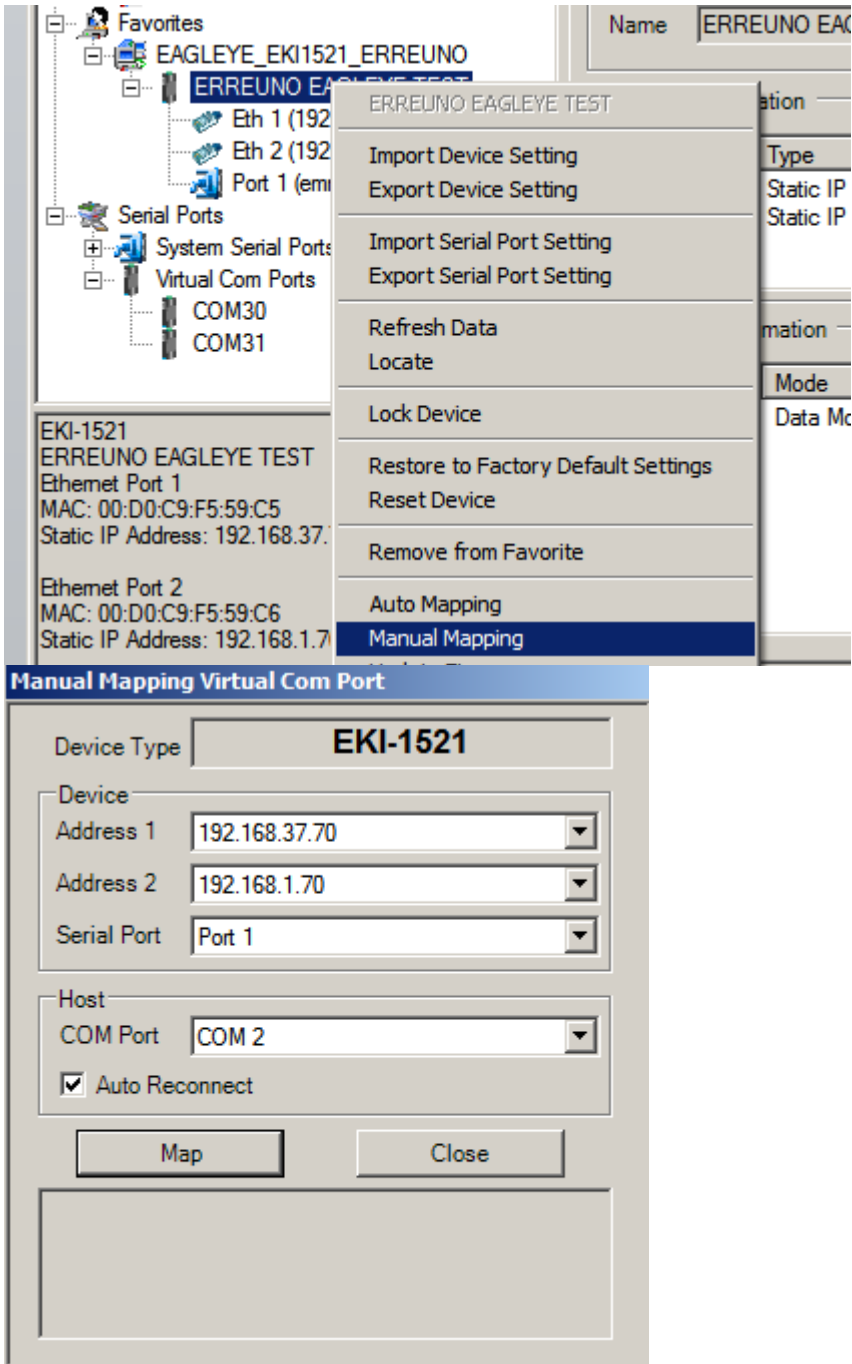 Favorites
EAGLEYE_EKI1521_ERREUNO
ERREUNO EAGLEYE TEST
Eth 1 (192
Eth 2 (192
Port 1 (em
Serial Ports
System Serial Ports
Virtual Com Ports
COM30
COM31
EKI-1521
ERREUNO EAGLEYE TEST
Ethernet Port 1
MAC: 00:D0:C9:F5:59:C5
Static IP Address: 192.168.37.
Ethernet Port 2
MAC: 00:D0:C9:F5:59:C6
Static IP Address: 192.168.1.7
ERREUNO EAGLEYE TEST
Import Device Setting
Export Device Setting
Import Serial Port Setting
Export Serial Port Setting
Refresh Data
Locate
Lock Device
Restore to Factory Default Settings
Reset Device
Remove from Favorite
Auto Mapping
Manual Mapping
Name ERREUNO EAG
ation
Type
Static IP
Static IP
mation
Mode
Data Mo
Manual Mapping Virtual Com Port
Device Type EKI-1521
Device
Address 1 192.168.37.70
Address 2 192.168.1.70
Serial Port Port 1
Host
COM Port COM 2
Auto Reconnect
Map Close